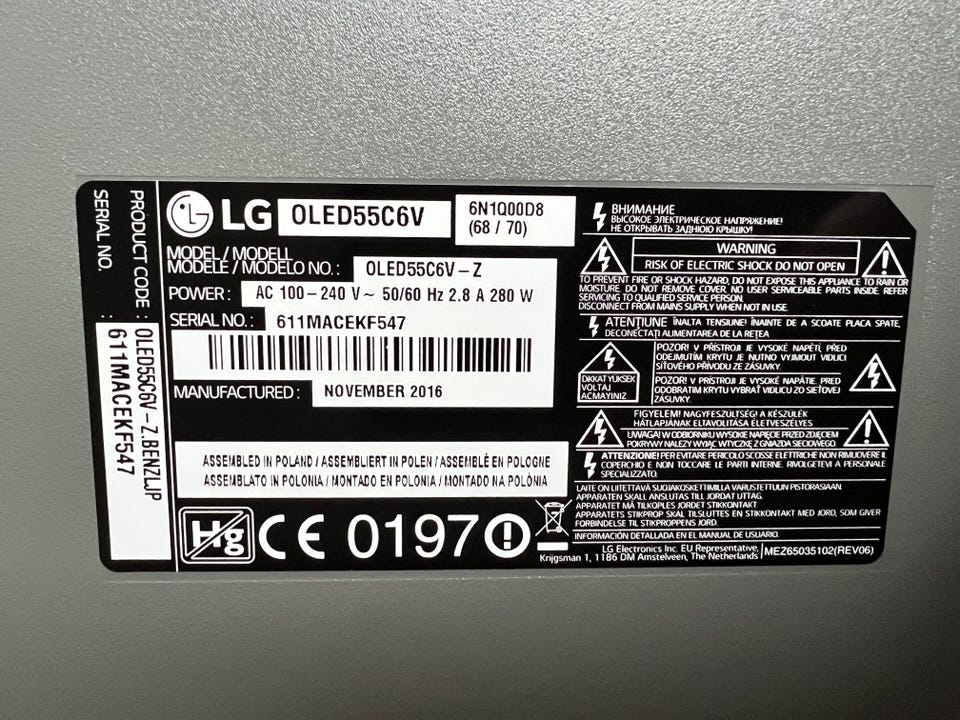 SERIAL NO. : 611MACEKF547
PRODUCT CODE : OLED55C6V-Z.BENZLJP
LG OLED55C6V
6N1Q00D8
(68 / 70)
MODEL / MODELL
MODÈLE / MODELO NO. : OLED55C6V-Z
POWER : AC 100-240 V~ 50/60 Hz 2.8 A 280 W
SERIAL NO. : 611MACEKF547
MANUFACTURED : NOVEMBER 2016
ASSEMBLED IN POLAND / ASSEMBLIERT IN POLEN / ASSEMBLÉ EN POLOGNE
ASSEMBLATO IN POLONIA / MONTADO EN POLONIA / MONTADO NA POLÔNIA
Hg CE 0197
ВНИМАНИЕ
ВЫСОКОЕ ЭЛЕКТРИЧЕСКОЕ НАПРЯЖЕНИЕ!
НЕ ОТКРЫВАТЬ ЗАДНЮЮ КРЫШКУ!
WARNING
RISK OF ELECTRIC SHOCK DO NOT OPEN
TO PREVENT FIRE OR SHOCK HAZARD, DO NOT EXPOSE THIS APPLIANCE TO RAIN OR
MOISTURE. DO NOT REMOVE COVER. NO USER SERVICEABLE PARTS INSIDE. REFER
SERVICING TO QUALIFIED SERVICE PERSON.
DISCONNECT FROM MAINS SUPPLY WHEN NOT IN USE.
ATENŢIUNE ÎNALTA TENSIUNE! ÎNAINTE DE A SCOATE PLACA SPATE,
DECONECTAŢI ALIMENTAREA DE LA REŢEA
DİKKAT YUKSEK
VOLTAJ
AÇMAYINIZ
POZOR! V PŘÍSTROJI JE VYSOKÉ NAPĚTÍ, PŘED
ODEJMUTÍM KRYTU JE NUTNO VYJMOUT VIDLICI
SÍŤOVÉHO PŘÍVODU ZE ZÁSUVKY.
POZOR! V PRÍSTROJI JE VYSOKÉ NAPÄTIE. PRED
ODOBRATÍM KRYTU VYBRAŤ VIDLICU ZO SIEŤOVEJ
ZÁSUVKY.
FIGYELEM! NAGYFESZÜLTSÉG! A KÉSZÜLÉK
HÁTLAPJÁNAK ELTÁVOLÍTÁSA ÉLETVESZÉLYES
UWAGA! W ODBIORNIKU WYSOKIE NAPIĘCIE PRZED ZDJĘCIEM
POKRYWY NALEŻY WYJĄĆ WTYCZKĘ Z GNIAZDA SIECIOWEGO.
ATTENZIONE! PER EVITARE PERICOLO SCOSSE ELETTRICHE NON RIMUOVERE IL
COPERCHIO E NON TOCCARE LE PARTI INTERNE. RIVOLGETEVI A PERSONALE
SPECIALIZZATO.
LAITE ON LIITETTÄVÄ SUOJAKOSKETTIMILLA VARUSTETTUUN PISTORASIAAN.
APPARATEN SKALL ANSLUTAS TILL JORDAT UTTAG.
APPARATET MÅ TILKOPLES JORDET STIKKONTAKT
APPARATETS STIKPROP SKAL TILSLUTTES EN STIKKONTAKT MED JORD, SOM GIVER
FORBINDELSE TIL STIKPROPPENS JORD.
INFORMACIÓN DETALLADA EN EL MANUAL DE USUARIO.
LG Electronics Inc. EU Representative,
Krijgsman 1, 1186 DM Amstelveen, The Netherlands
MEZ65035102(REV06)